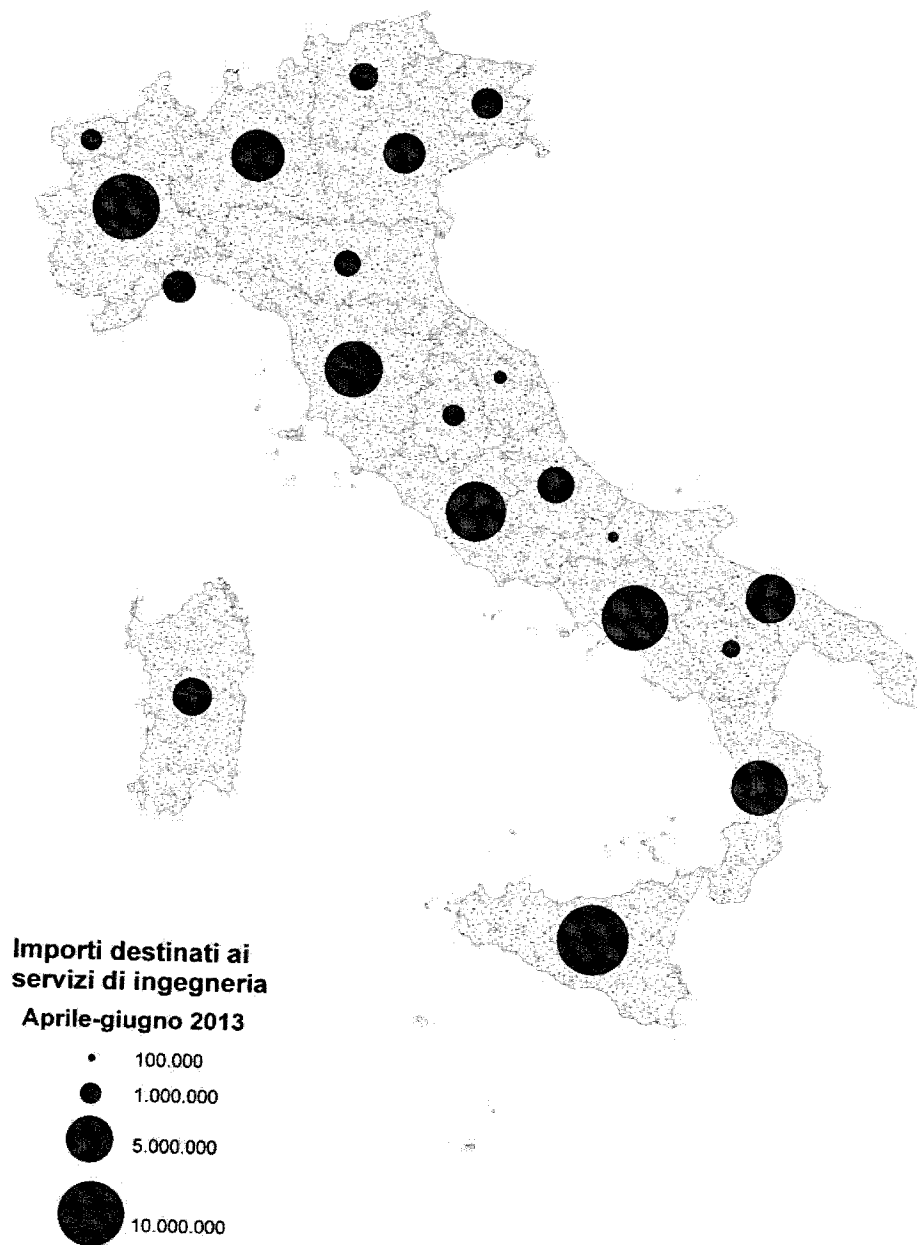 Importi destinati ai
servizi di ingegneria
Aprile-giugno 2013
100.000
1.000.000
5.000.000
10.000.000